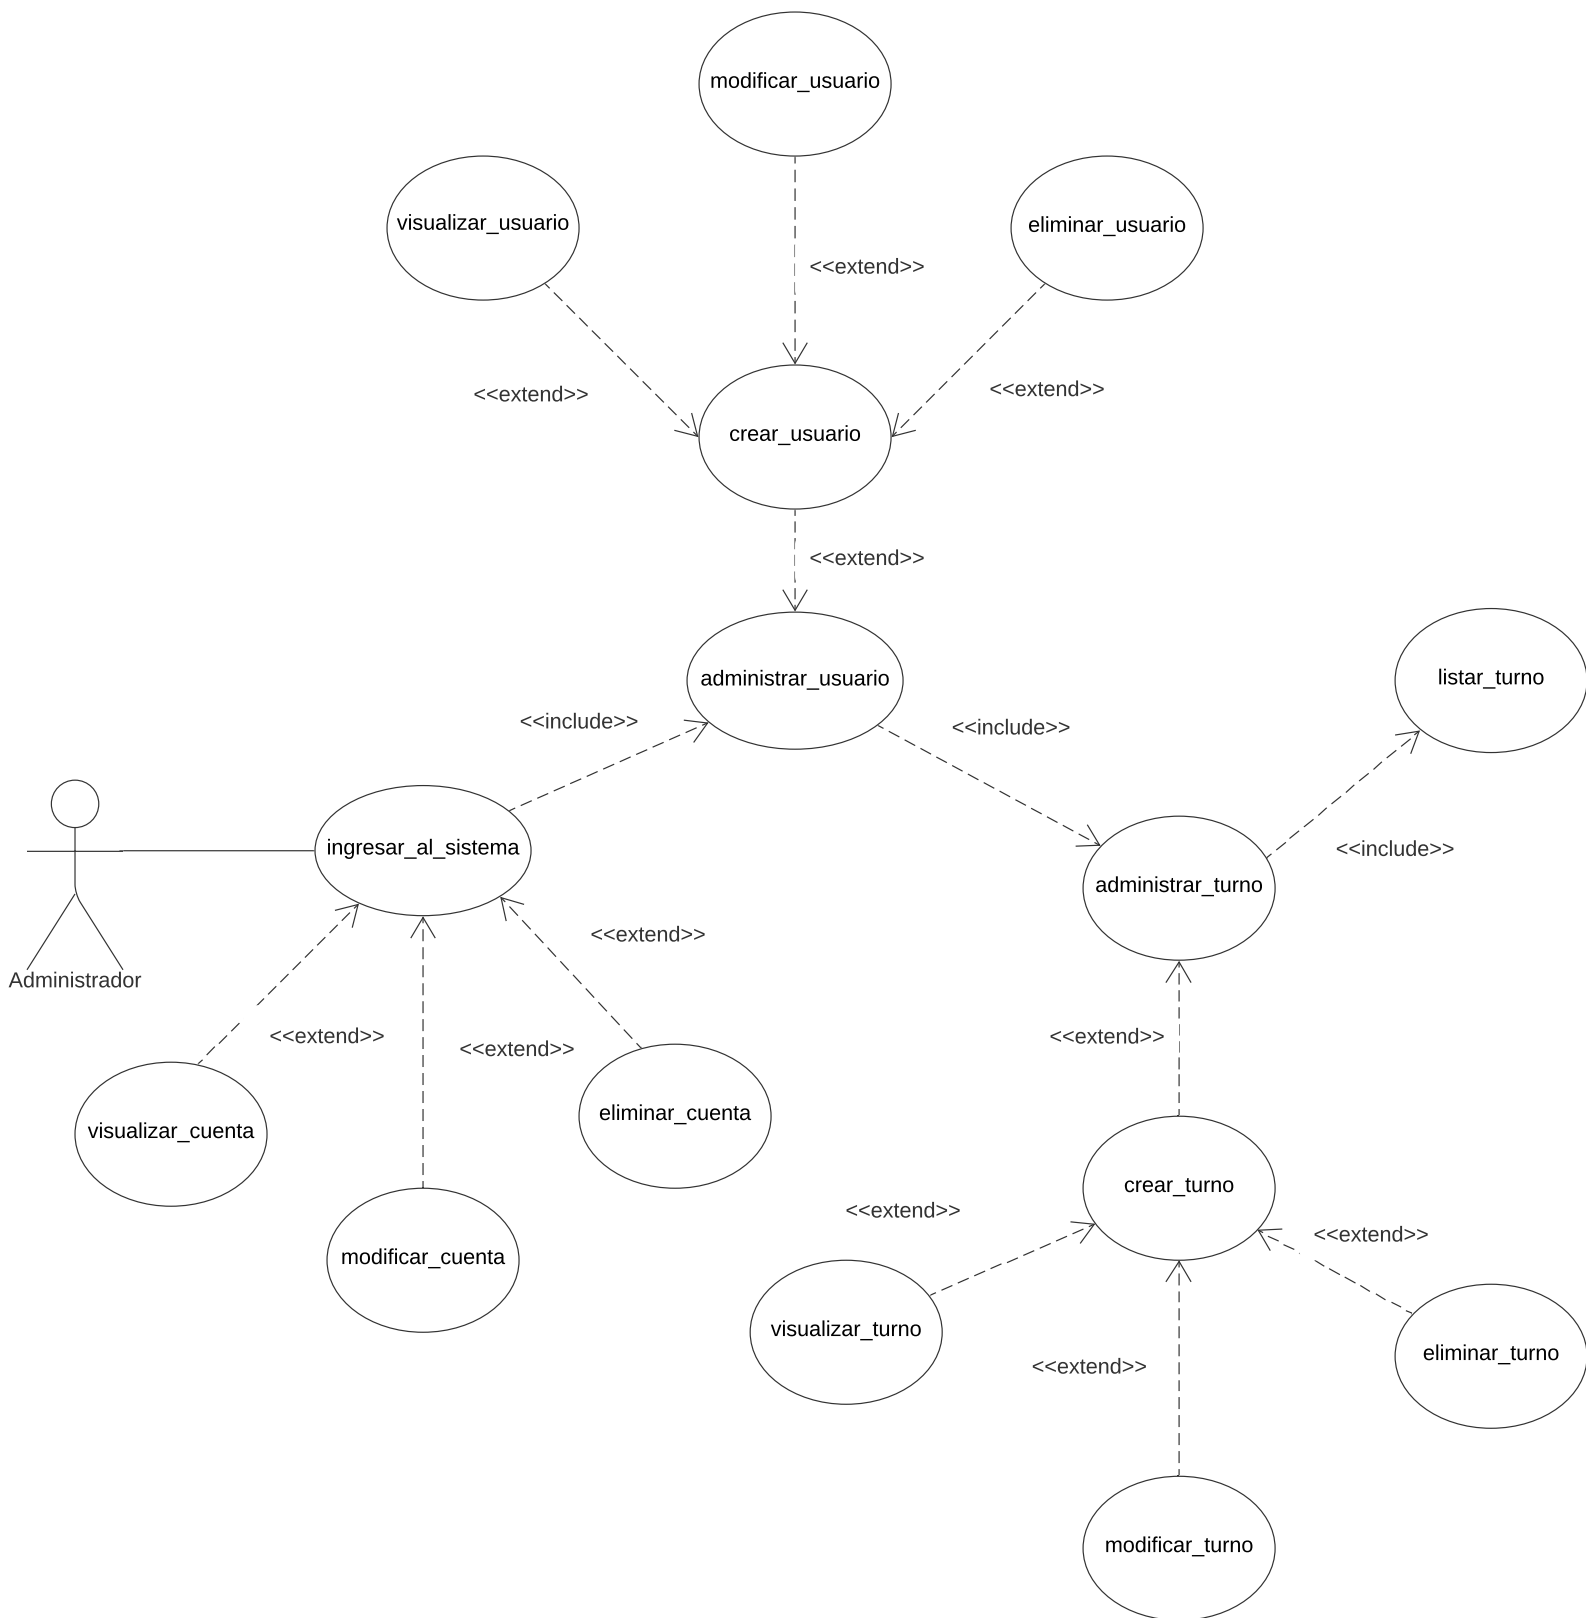 modificar_usuario
visualizar_usuario
eliminar_usuario
<<extend>>
<<extend>>
<<extend>>
crear_usuario
<<extend>>
administrar_usuario
listar_turno
<<include>>
<<include>>
ingresar_al_sistema
<<include>>
administrar_turno
<<extend>>
Administrador
<<extend>>
<<extend>>
<<extend>>
eliminar_cuenta
visualizar_cuenta
crear_turno
<<extend>>
<<extend>>
modificar_cuenta
visualizar_turno
eliminar_turno
<<extend>>
modificar_turno